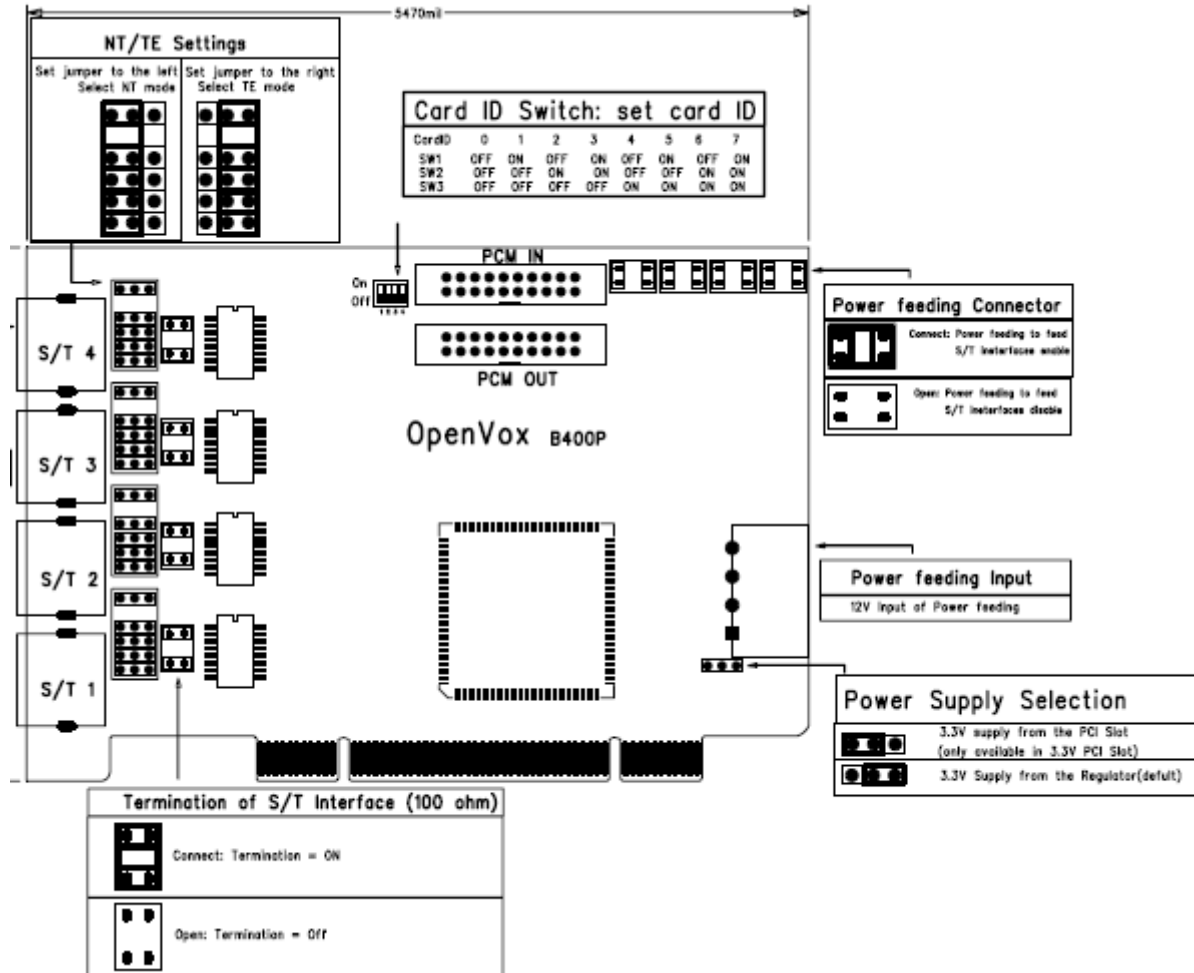 5470mil
NT/TE Settings
Set jumper to the left
Select NT mode
Set jumper to the right
Select TE mode
Card ID Switch: set card ID
CardID 0 1 2 3 4 5 6 7
SW1 OFF ON OFF ON OFF ON OFF ON
SW2 OFF OFF ON ON OFF OFF ON ON
SW3 OFF OFF OFF OFF ON ON ON ON
PCM IN
On
Off
1 2 3 4
PCM OUT
S/T 4
S/T 3
S/T 2
S/T 1
OpenVox B400P
Power feeding Connector
Connect: Power feeding to feed
S/T ineterfaces enable
Open: Power feeding to feed
S/T ineterfaces disable
Power feeding Input
12V Input of Power feeding
Power Supply Selection
3.3V supply from the PCI Slot
(only available in 3.3V PCI Slot)
3.3V Supply from the Regulator(defult)
Termination of S/T Interface (100 ohm)
Connect: Termination = ON
Open: Termination = Off